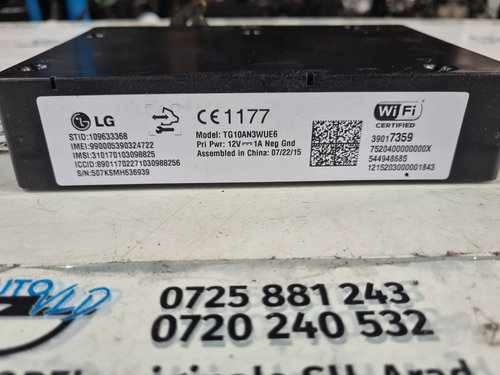 LG
STID:109633368
IMEI:990005390324722
IMSI:310170103098825
ICCID:89011702271030988256
S/N:507KSMH636939
CE1177
Model: TG10AN3WUE6
Pri Pwr: 12V⎓1A Neg Gnd
Assembled in China: 07/22/15
WiFi
CERTIFIED
39017359
7520400000000X
544948685
1215203000001843
0725 881 243
0720 240 532